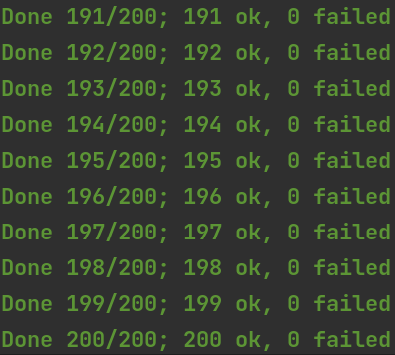 Done 191/200; 191 ok, 0 failed
Done 192/200; 192 ok, 0 failed
Done 193/200; 193 ok, 0 failed
Done 194/200; 194 ok, 0 failed
Done 195/200; 195 ok, 0 failed
Done 196/200; 196 ok, 0 failed
Done 197/200; 197 ok, 0 failed
Done 198/200; 198 ok, 0 failed
Done 199/200; 199 ok, 0 failed
Done 200/200; 200 ok, 0 failed